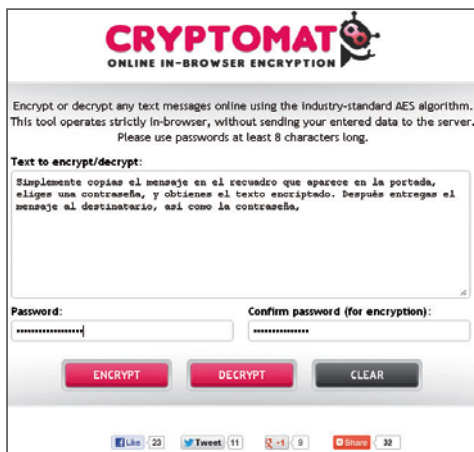 CRYPTOMAT
ONLINE IN-BROWSER ENCRYPTION
Encrypt or decrypt any text messages online using the industry-standard AES algorithm.
This tool operates strictly in-browser, without sending your entered data to the server.
Please use passwords at least 8 characters long.
Text to encrypt/decrypt:
Simplemente copias el mensaje en el recuadro que aparece en la portada,
eliges una contraseña, y obtienes el texto encriptado. Después entregas el
mensaje al destinatario, así como la contraseña,
Password: Confirm password (for encryption):
ENCRYPT DECRYPT CLEAR
Like 23 Tweet 11 +1 9 Share 32